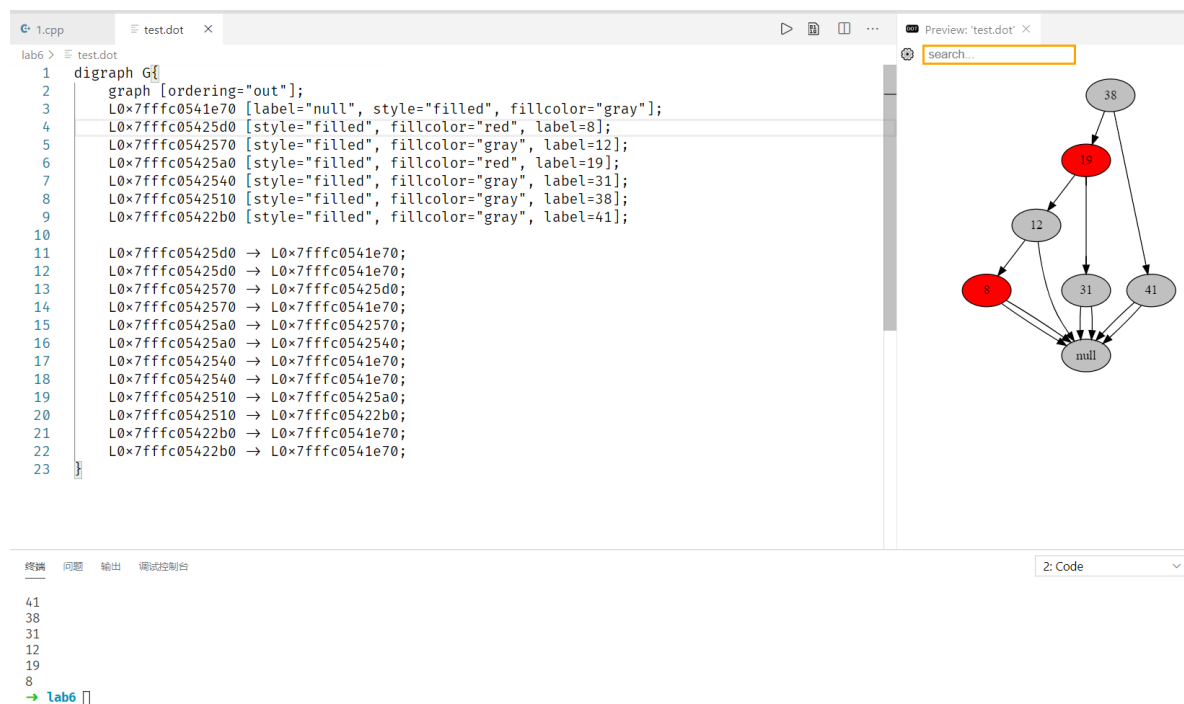 1.cpp
test.dot
Preview: 'test.dot'
lab6 > test.dot
search...
1 digraph G{
2 graph [ordering="out"];
3 L0×7fffc0541e70 [label="null", style="filled", fillcolor="gray"];
4 L0×7fffc05425d0 [style="filled", fillcolor="red", label=8];
5 L0×7fffc0542570 [style="filled", fillcolor="gray", label=12];
6 L0×7fffc05425a0 [style="filled", fillcolor="red", label=19];
7 L0×7fffc0542540 [style="filled", fillcolor="gray", label=31];
8 L0×7fffc0542510 [style="filled", fillcolor="gray", label=38];
9 L0×7fffc05422b0 [style="filled", fillcolor="gray", label=41];
10
11 L0×7fffc05425d0 → L0×7fffc0541e70;
12 L0×7fffc05425d0 → L0×7fffc0541e70;
13 L0×7fffc0542570 → L0×7fffc05425d0;
14 L0×7fffc0542570 → L0×7fffc0541e70;
15 L0×7fffc05425a0 → L0×7fffc0542570;
16 L0×7fffc05425a0 → L0×7fffc0542540;
17 L0×7fffc0542540 → L0×7fffc0541e70;
18 L0×7fffc0542540 → L0×7fffc0541e70;
19 L0×7fffc0542510 → L0×7fffc05425a0;
20 L0×7fffc0542510 → L0×7fffc05422b0;
21 L0×7fffc05422b0 → L0×7fffc0541e70;
22 L0×7fffc05422b0 → L0×7fffc0541e70;
23 }
38
19
12
8
31
41
null
终端 问题 输出 调试控制台
2: Code
41
38
31
12
19
8
→ lab6